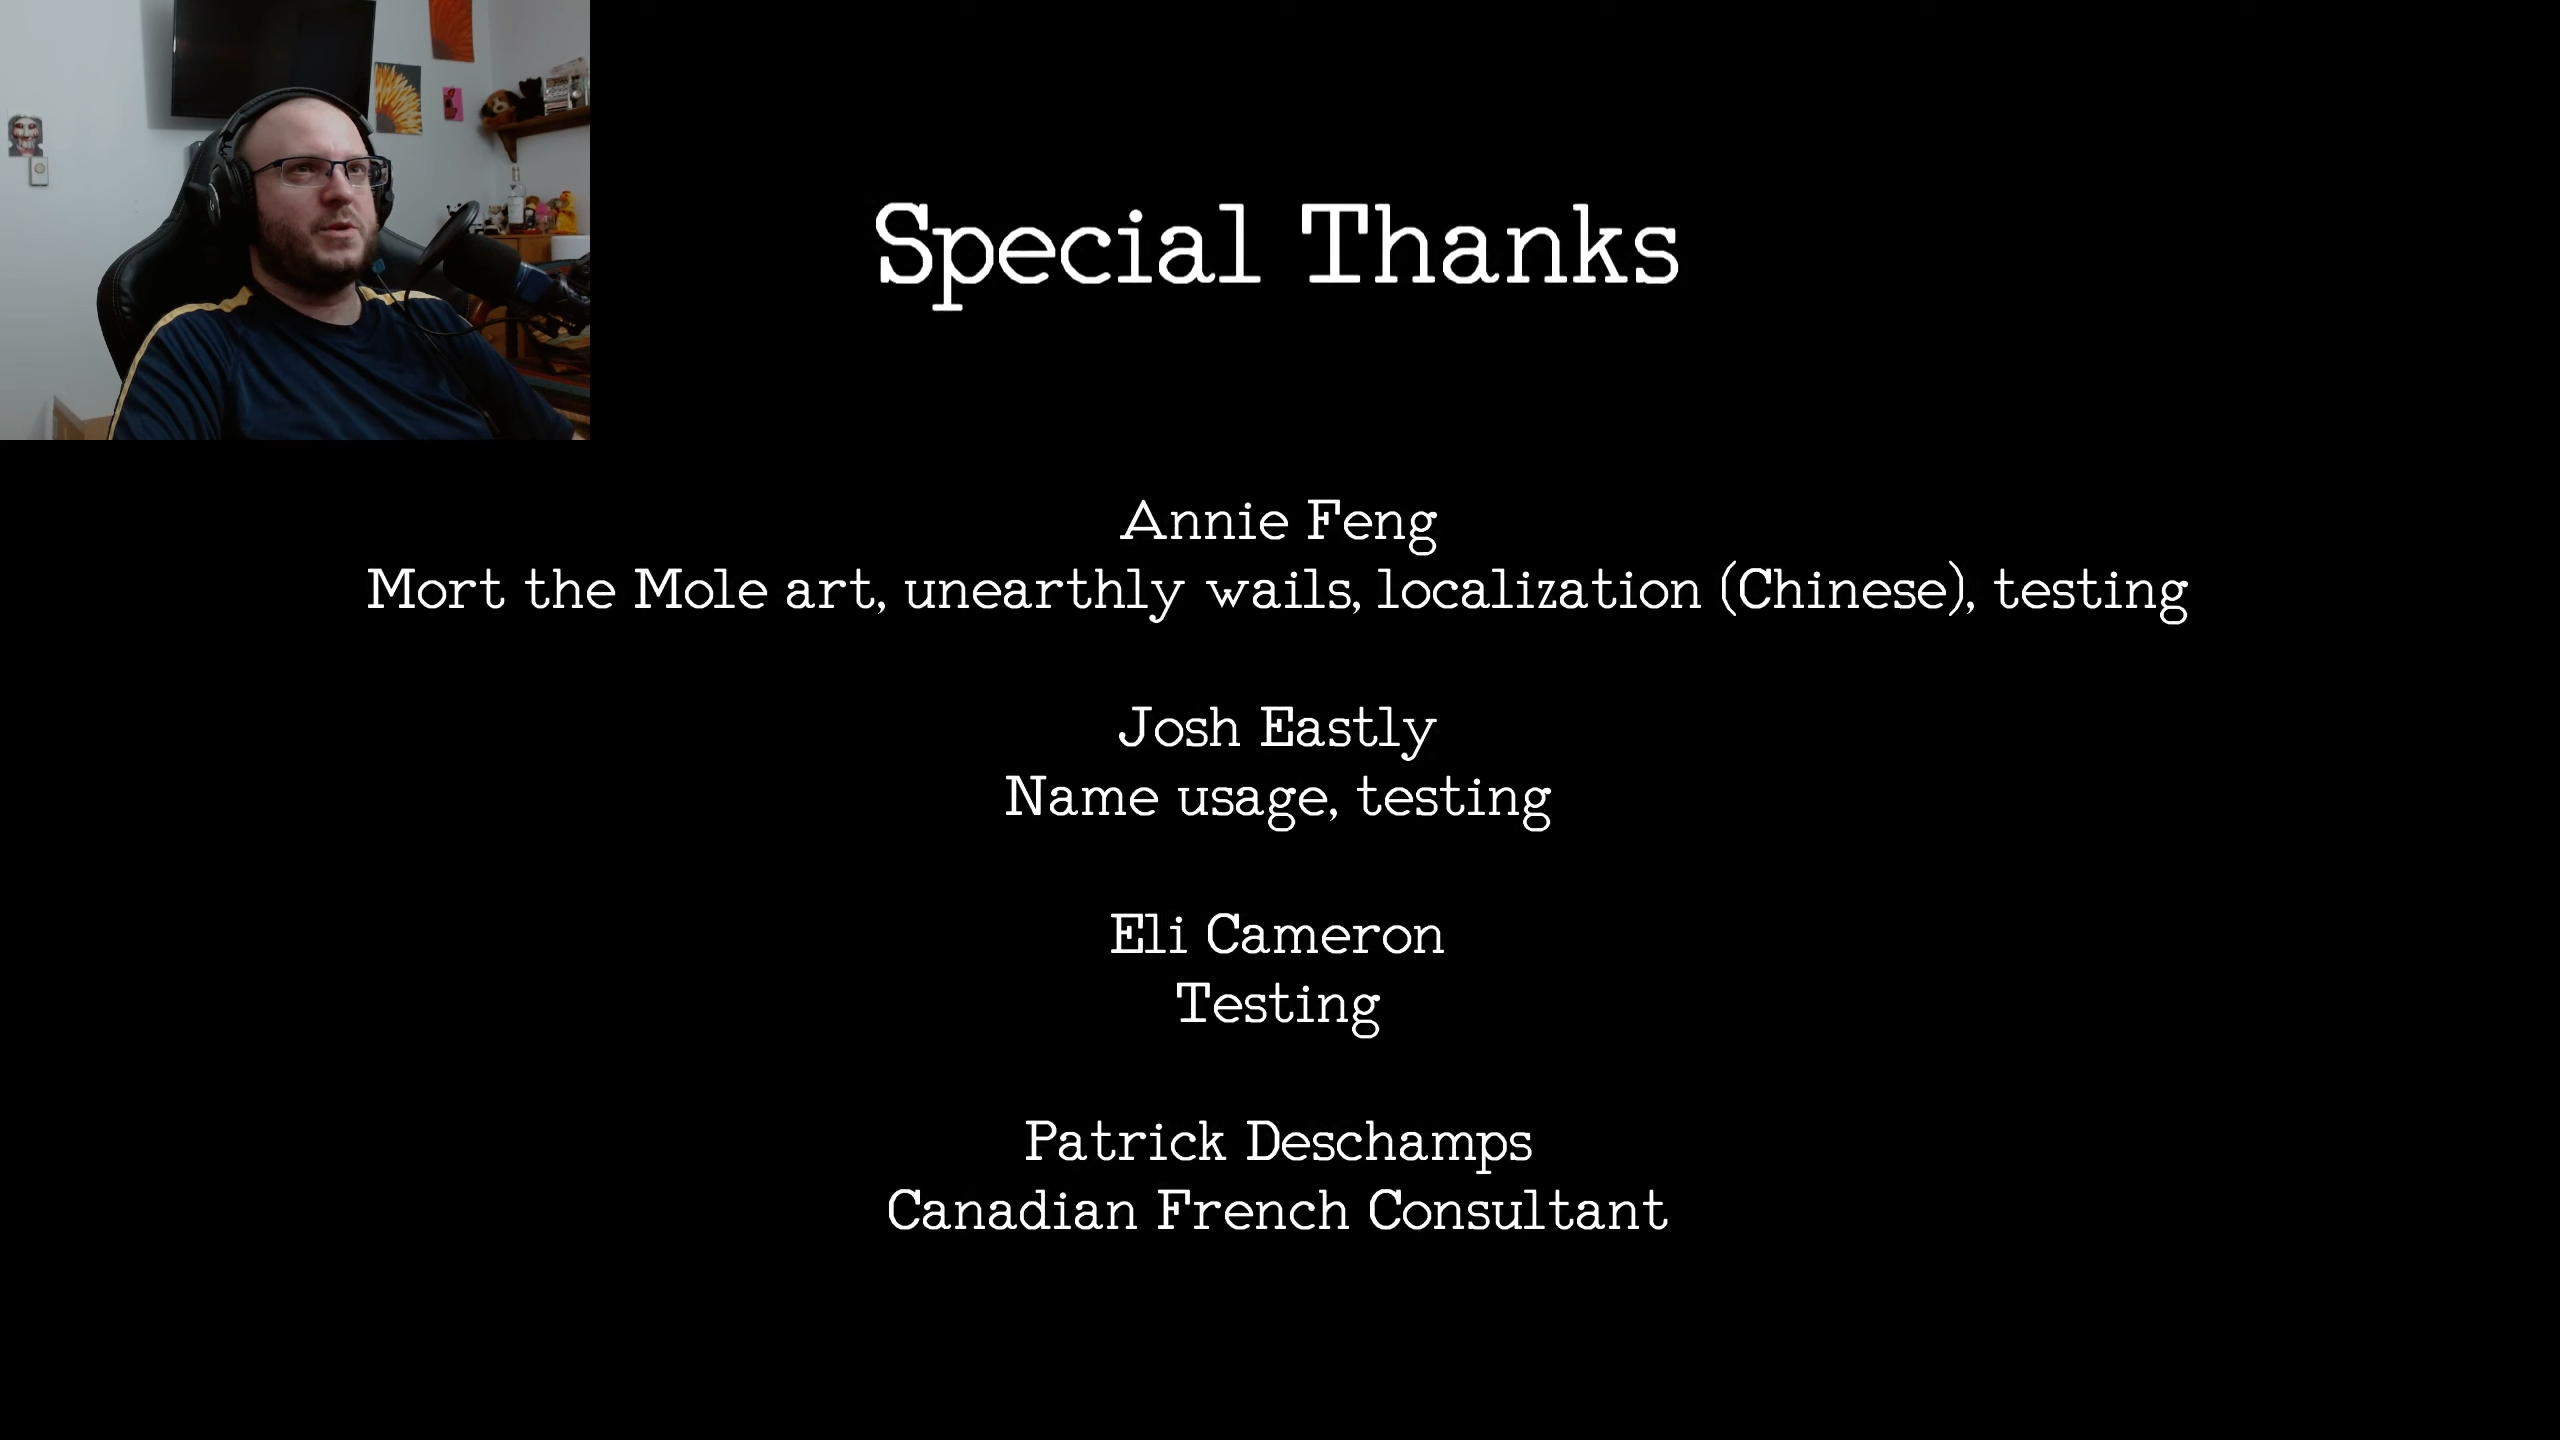 Special Thanks
Annie Feng
Mort the Mole art, unearthly wails, localization (Chinese), testing
Josh Eastly
Name usage, testing
Eli Cameron
Testing
Patrick Deschamps
Canadian French Consultant